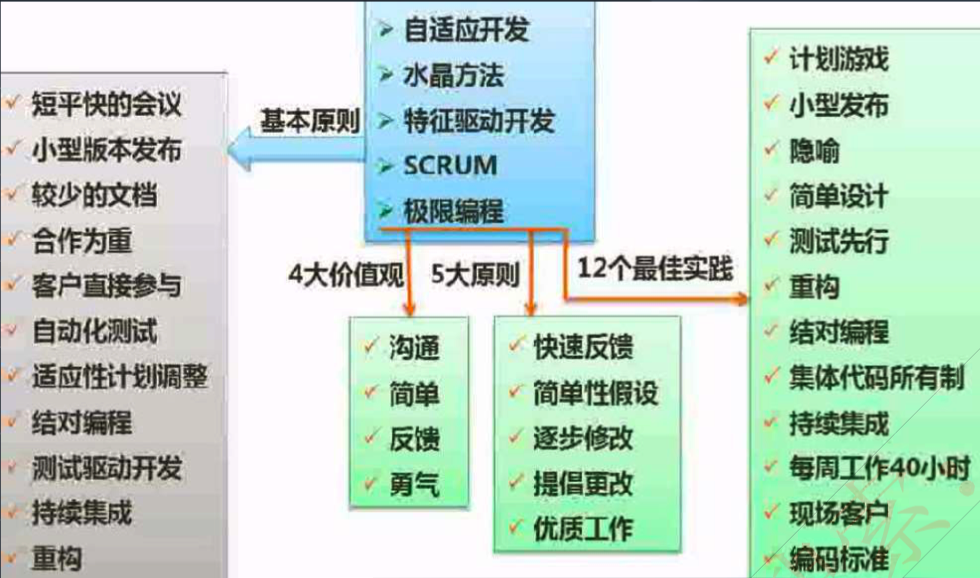 自适应开发
水晶方法
特征驱动开发
SCRUM
极限编程
基本原则
短平快的会议
小型版本发布
较少的文档
合作为重
客户直接参与
自动化测试
适应性计划调整
结对编程
测试驱动开发
持续集成
重构
4大价值观
沟通
简单
反馈
勇气
5大原则
快速反馈
简单性假设
逐步修改
提倡更改
优质工作
12个最佳实践
计划游戏
小型发布
隐喻
简单设计
测试先行
重构
结对编程
集体代码所有制
持续集成
每周工作40小时
现场客户
编码标准